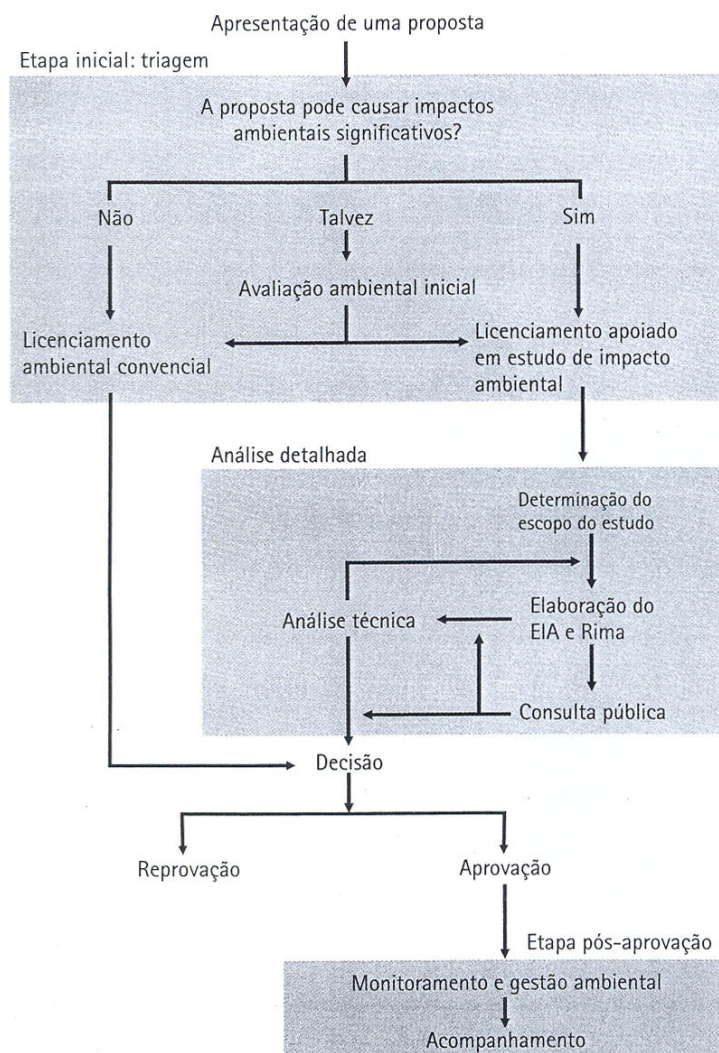 Apresentação de uma proposta
Etapa inicial: triagem
A proposta pode causar impactos
ambientais significativos?
Não
Talvez
Sim
Avaliação ambiental inicial
Licenciamento
ambiental convencial
Licenciamento apoiado
em estudo de impacto
ambiental
Análise detalhada
Determinação do
escopo do estudo
Análise técnica
Elaboração do
EIA e Rima
Consulta pública
Decisão
Reprovação
Aprovação
Etapa pós-aprovação
Monitoramento e gestão ambiental
Acompanhamento